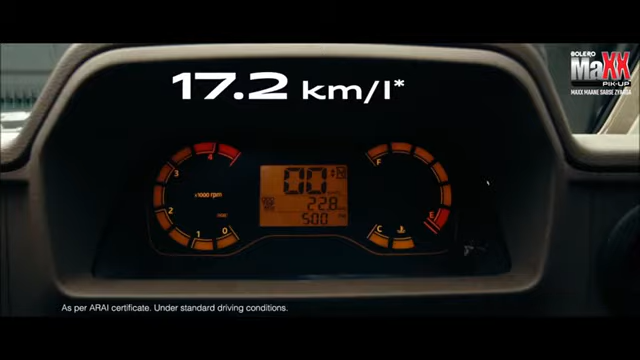 BOLERO
MaXX
PIK-UP
MAXX MAANE SABSE ZYAADA
17.2 km/l*
4
3
x1000 rpm
2
1
0
00
228
500
F
E
C
As per ARAI certificate. Under standard driving conditions.